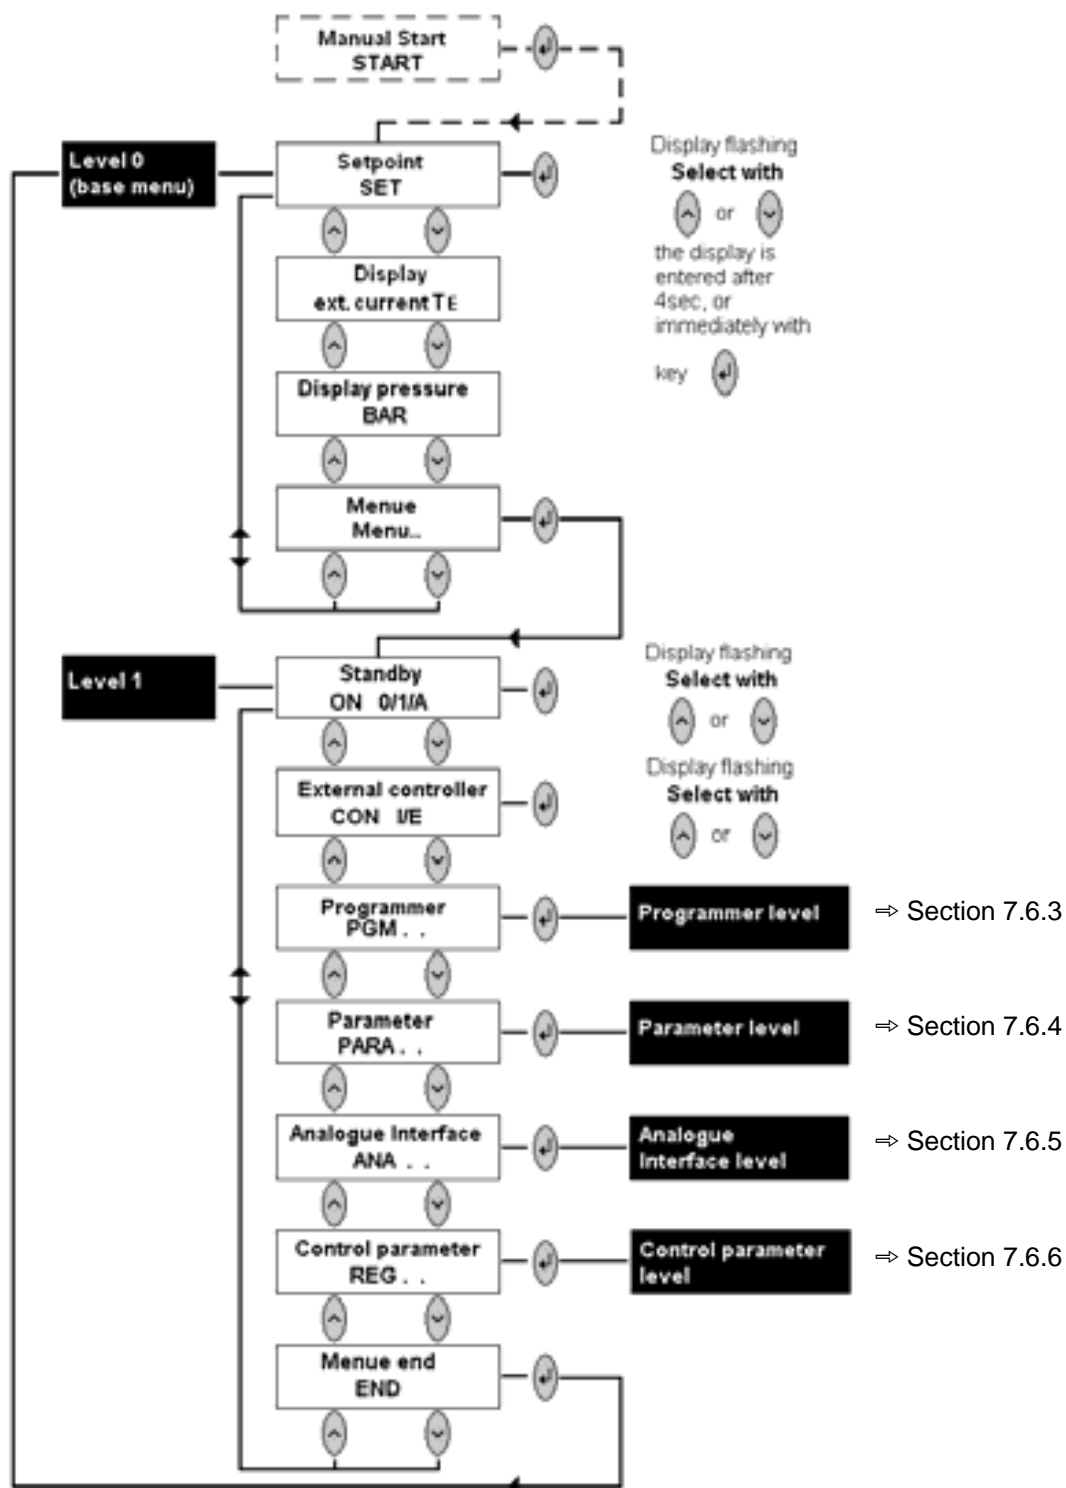 Manual Start
START
Level 0
(base menu)
Setpoint
SET
Display flashing
Select with
or
the display is
entered after
4sec, or
immediately with
key
Display
ext. current TE
Display pressure
BAR
Menue
Menu..
Level 1
Standby
ON 0/1/A
Display flashing
Select with
or
External controller
CON I/E
Display flashing
Select with
or
Programmer
PGM . .
Programmer level
⇨ Section 7.6.3
Parameter
PARA . .
Parameter level
⇨ Section 7.6.4
Analogue Interface
ANA . .
Analogue
Interface level
⇨ Section 7.6.5
Control parameter
REG . .
Control parameter
level
⇨ Section 7.6.6
Menue end
END